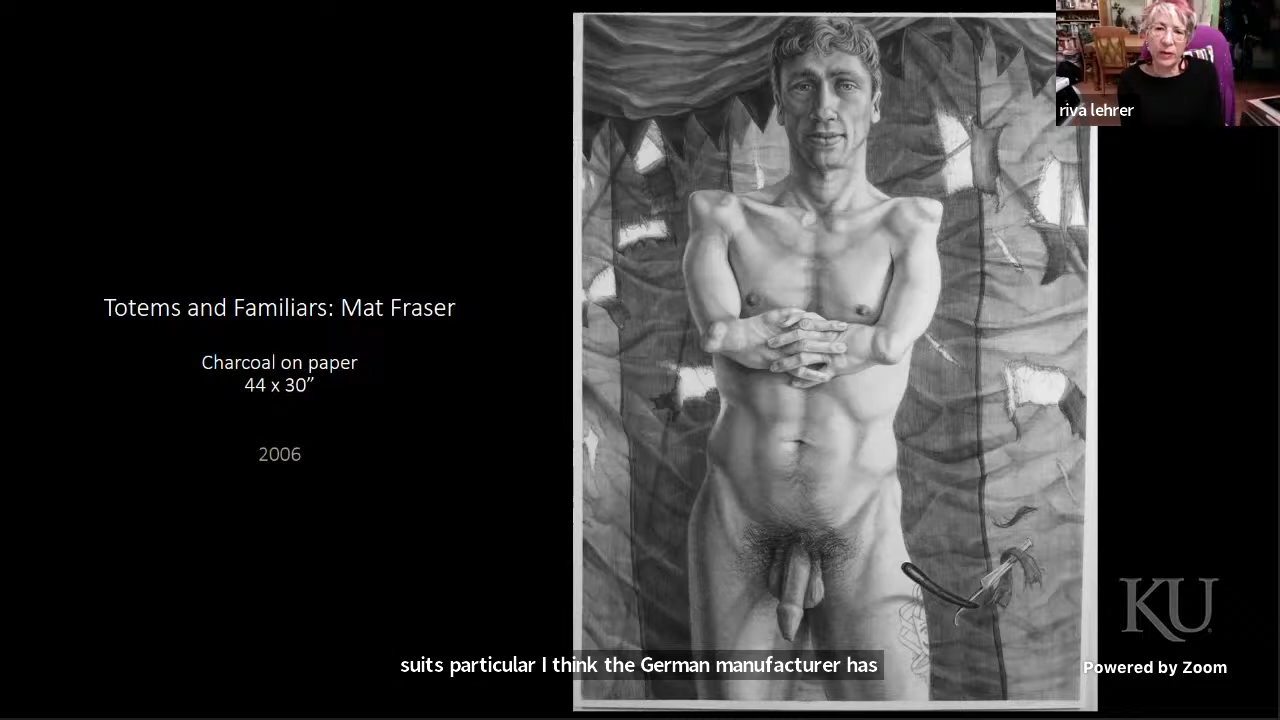 riva lehrer
Totems and Familiars: Mat Fraser
Charcoal on paper
44 x 30”
2006
KU
suits particular I think the German manufacturer has
Powered by Zoom